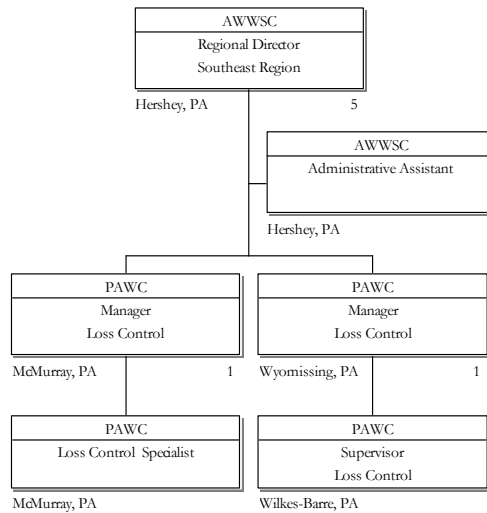 AWWSC
Regional Director
Southeast Region
Hershey, PA 5
AWWSC
Administrative Assistant
Hershey, PA
PAWC
Manager
Loss Control
McMurray, PA 1
PAWC
Manager
Loss Control
Wyomissing, PA 1
PAWC
Loss Control Specialist
McMurray, PA
PAWC
Supervisor
Loss Control
Wilkes-Barre, PA